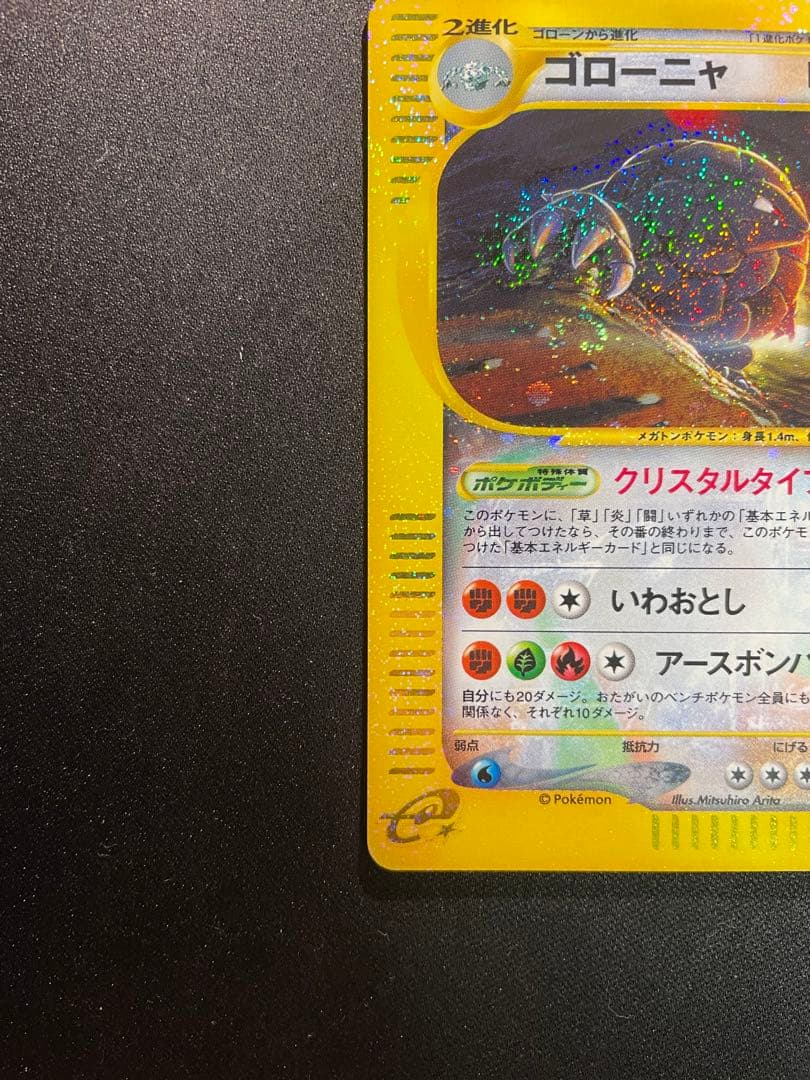 2進化
ゴローンから進化
「1進化ポケ
ゴローニャ
メガトンポケモン：身長1.4m、
特殊体質
ポケボディー
クリスタルタイプ
このポケモンに、「草」「炎」「闘」いずれかの「基本エネル
から出してつけたなら、その番の終わりまで、このポケモ
つけた「基本エネルギーカード」と同じになる。
いわおとし
アースボンバ
自分にも20ダメージ。おたがいのベンチポケモン全員にも
関係なく、それぞれ10ダメージ。
弱点 抵抗力 にげる
©Pokémon Illus.Mitsuhiro Arita
e